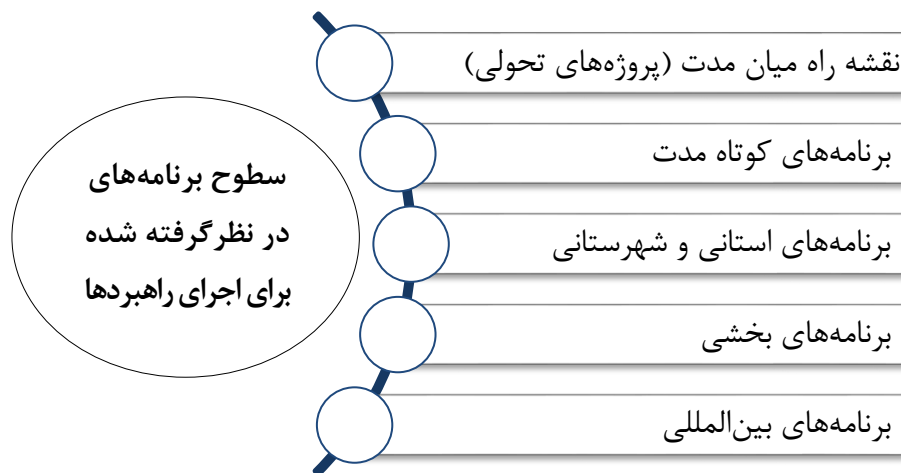 نقشه راه میان مدت (پروژه‌های تحولی)
برنامه‌های کوتاه مدت
برنامه‌های استانی و شهرستانی
برنامه‌های بخشی
برنامه‌های بین‌المللی
سطوح برنامه‌های
در نظرگرفته شده
برای اجرای راهبردها